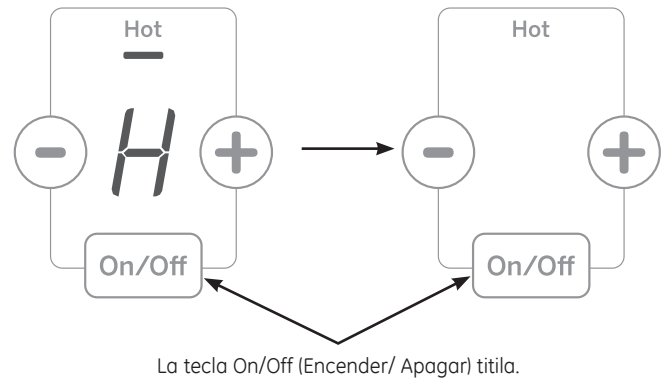 Hot
H
On/Off
Hot
On/Off
La tecla On/Off (Encender/ Apagar) titila.